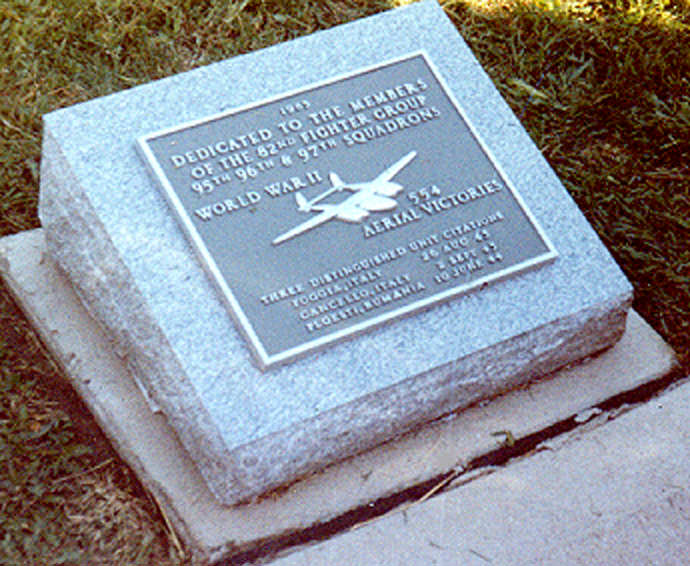 1985
DEDICATED TO THE MEMBERS
OF THE 82ND FIGHTER GROUP
95TH 96TH & 97TH SQUADRONS
WORLD WAR II
554
AERIAL VICTORIES
THREE DISTINGUISHED UNIT CITATIONS
FOGGIA, ITALY 25 AUG 43
CANCELLO, ITALY 2 SEPT. 43
PLOESTI, RUMANIA 10 JUNE 44